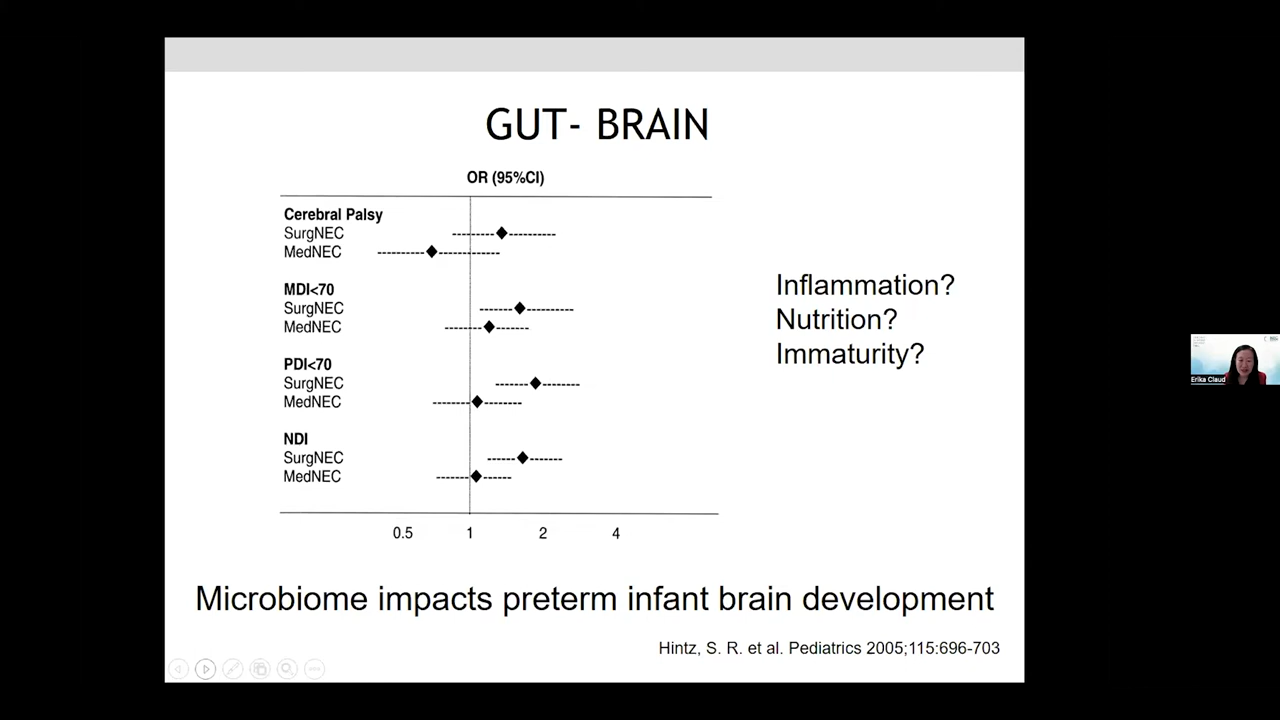 GUT- BRAIN
OR (95%CI)
Cerebral Palsy
SurgNEC
MedNEC
MDI<70
SurgNEC
MedNEC
PDI<70
SurgNEC
MedNEC
NDI
SurgNEC
MedNEC
0.5 1 2 4
Inflammation?
Nutrition?
Immaturity?
Microbiome impacts preterm infant brain development
Hintz, S. R. et al. Pediatrics 2005;115:696-703
Erika Claud